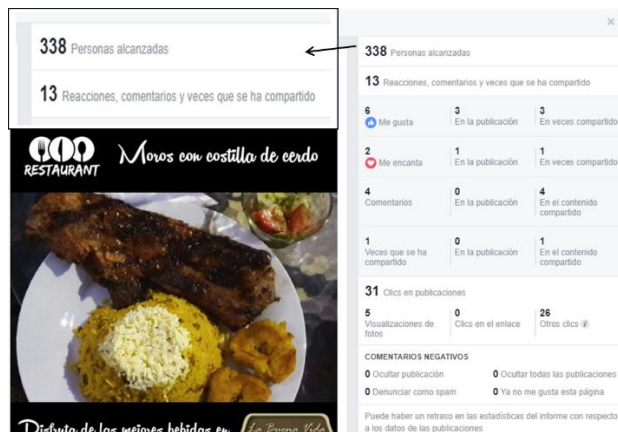 338 Personas alcanzadas
13 Reacciones, comentarios y veces que se ha compartido
RESTAURANT
Moros con costilla de cerdo
Disfruta de las mejores bebidas en
La Buena Vida
338 Personas alcanzadas
13 Reacciones, comentarios y veces que se ha compartido
6 3 3
Me gusta En la publicación En veces compartido
2 1 1
Me encanta En la publicación En veces compartido
4 0 4
Comentarios En la publicación En el contenido
compartido
1 0 1
Veces que se ha En la publicación En el contenido
compartido compartido
31 Clics en publicaciones
5 0 26
Visualizaciones de Clics en el enlace Otros clics i
fotos
COMENTARIOS NEGATIVOS
0 Ocultar publicación 0 Ocultar todas las publicaciones
0 Denunciar como spam 0 Ya no me gusta esta página
Puede haber un retraso en las estadísticas del informe con respecto
a los datos de las publicaciones